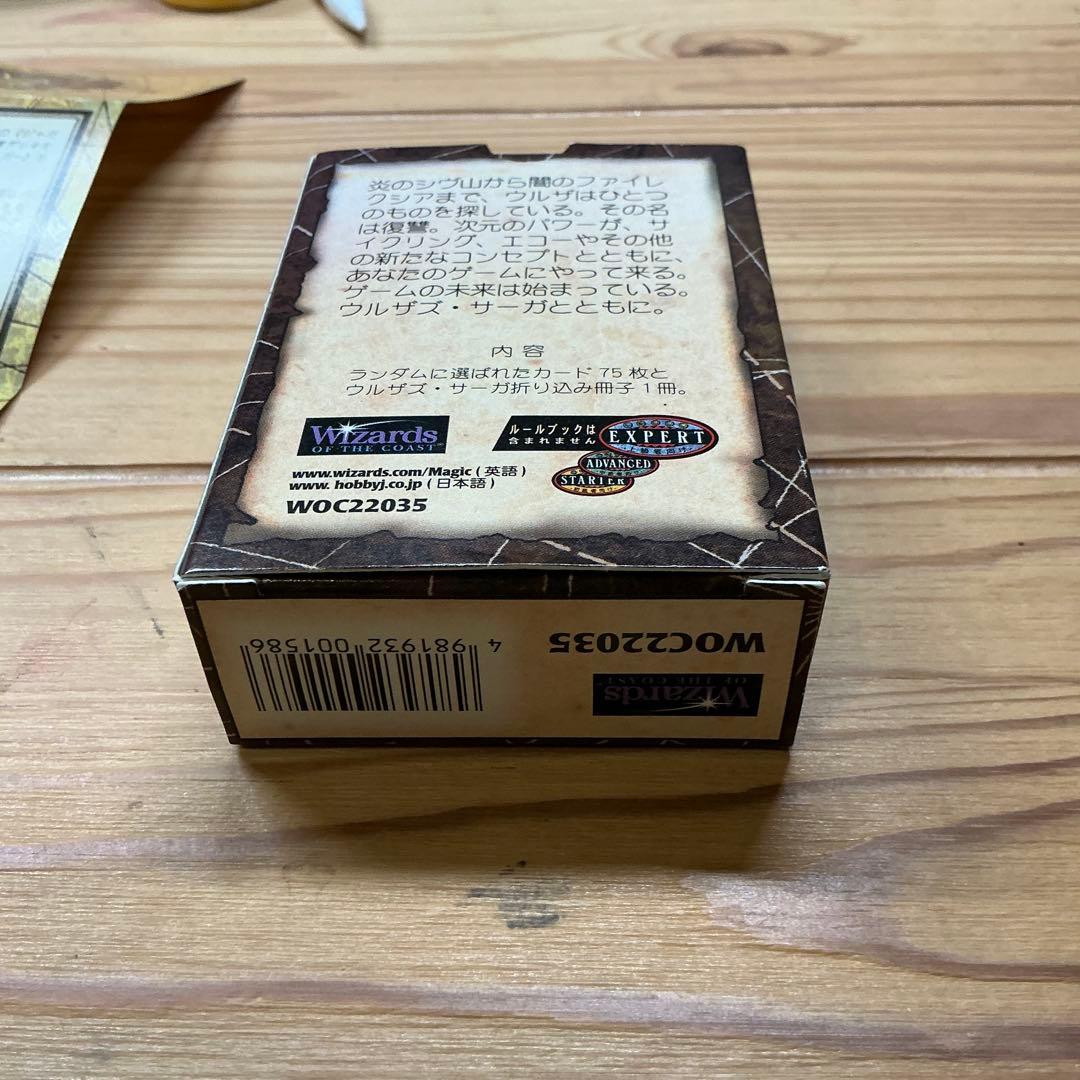 炎のシヴ山から闇のファイレ
クシアまで、ウルザはひとつ
のものを探している。その名
は復讐。次元のパワーが、サ
イクリング、エコーやその他
の新たなコンセプトとともに、
あなたのゲームにやって来る。
ゲームの未来は始まっている。
ウルザズ・サーガとともに。
内容
ランダムに選ばれたカード 75 枚と
ウルザズ・サーガ折り込み冊子 1 冊。
Wizards
OF THE COAST®
ルールブックは
含まれません
EXPERT
ADVANCED
STARTER
www.wizards.com/Magic (英語)
www. hobbyj.co.jp (日本語)
WOC22035
4 981932 001586
WOC22035
Wizards
OF THE COAST